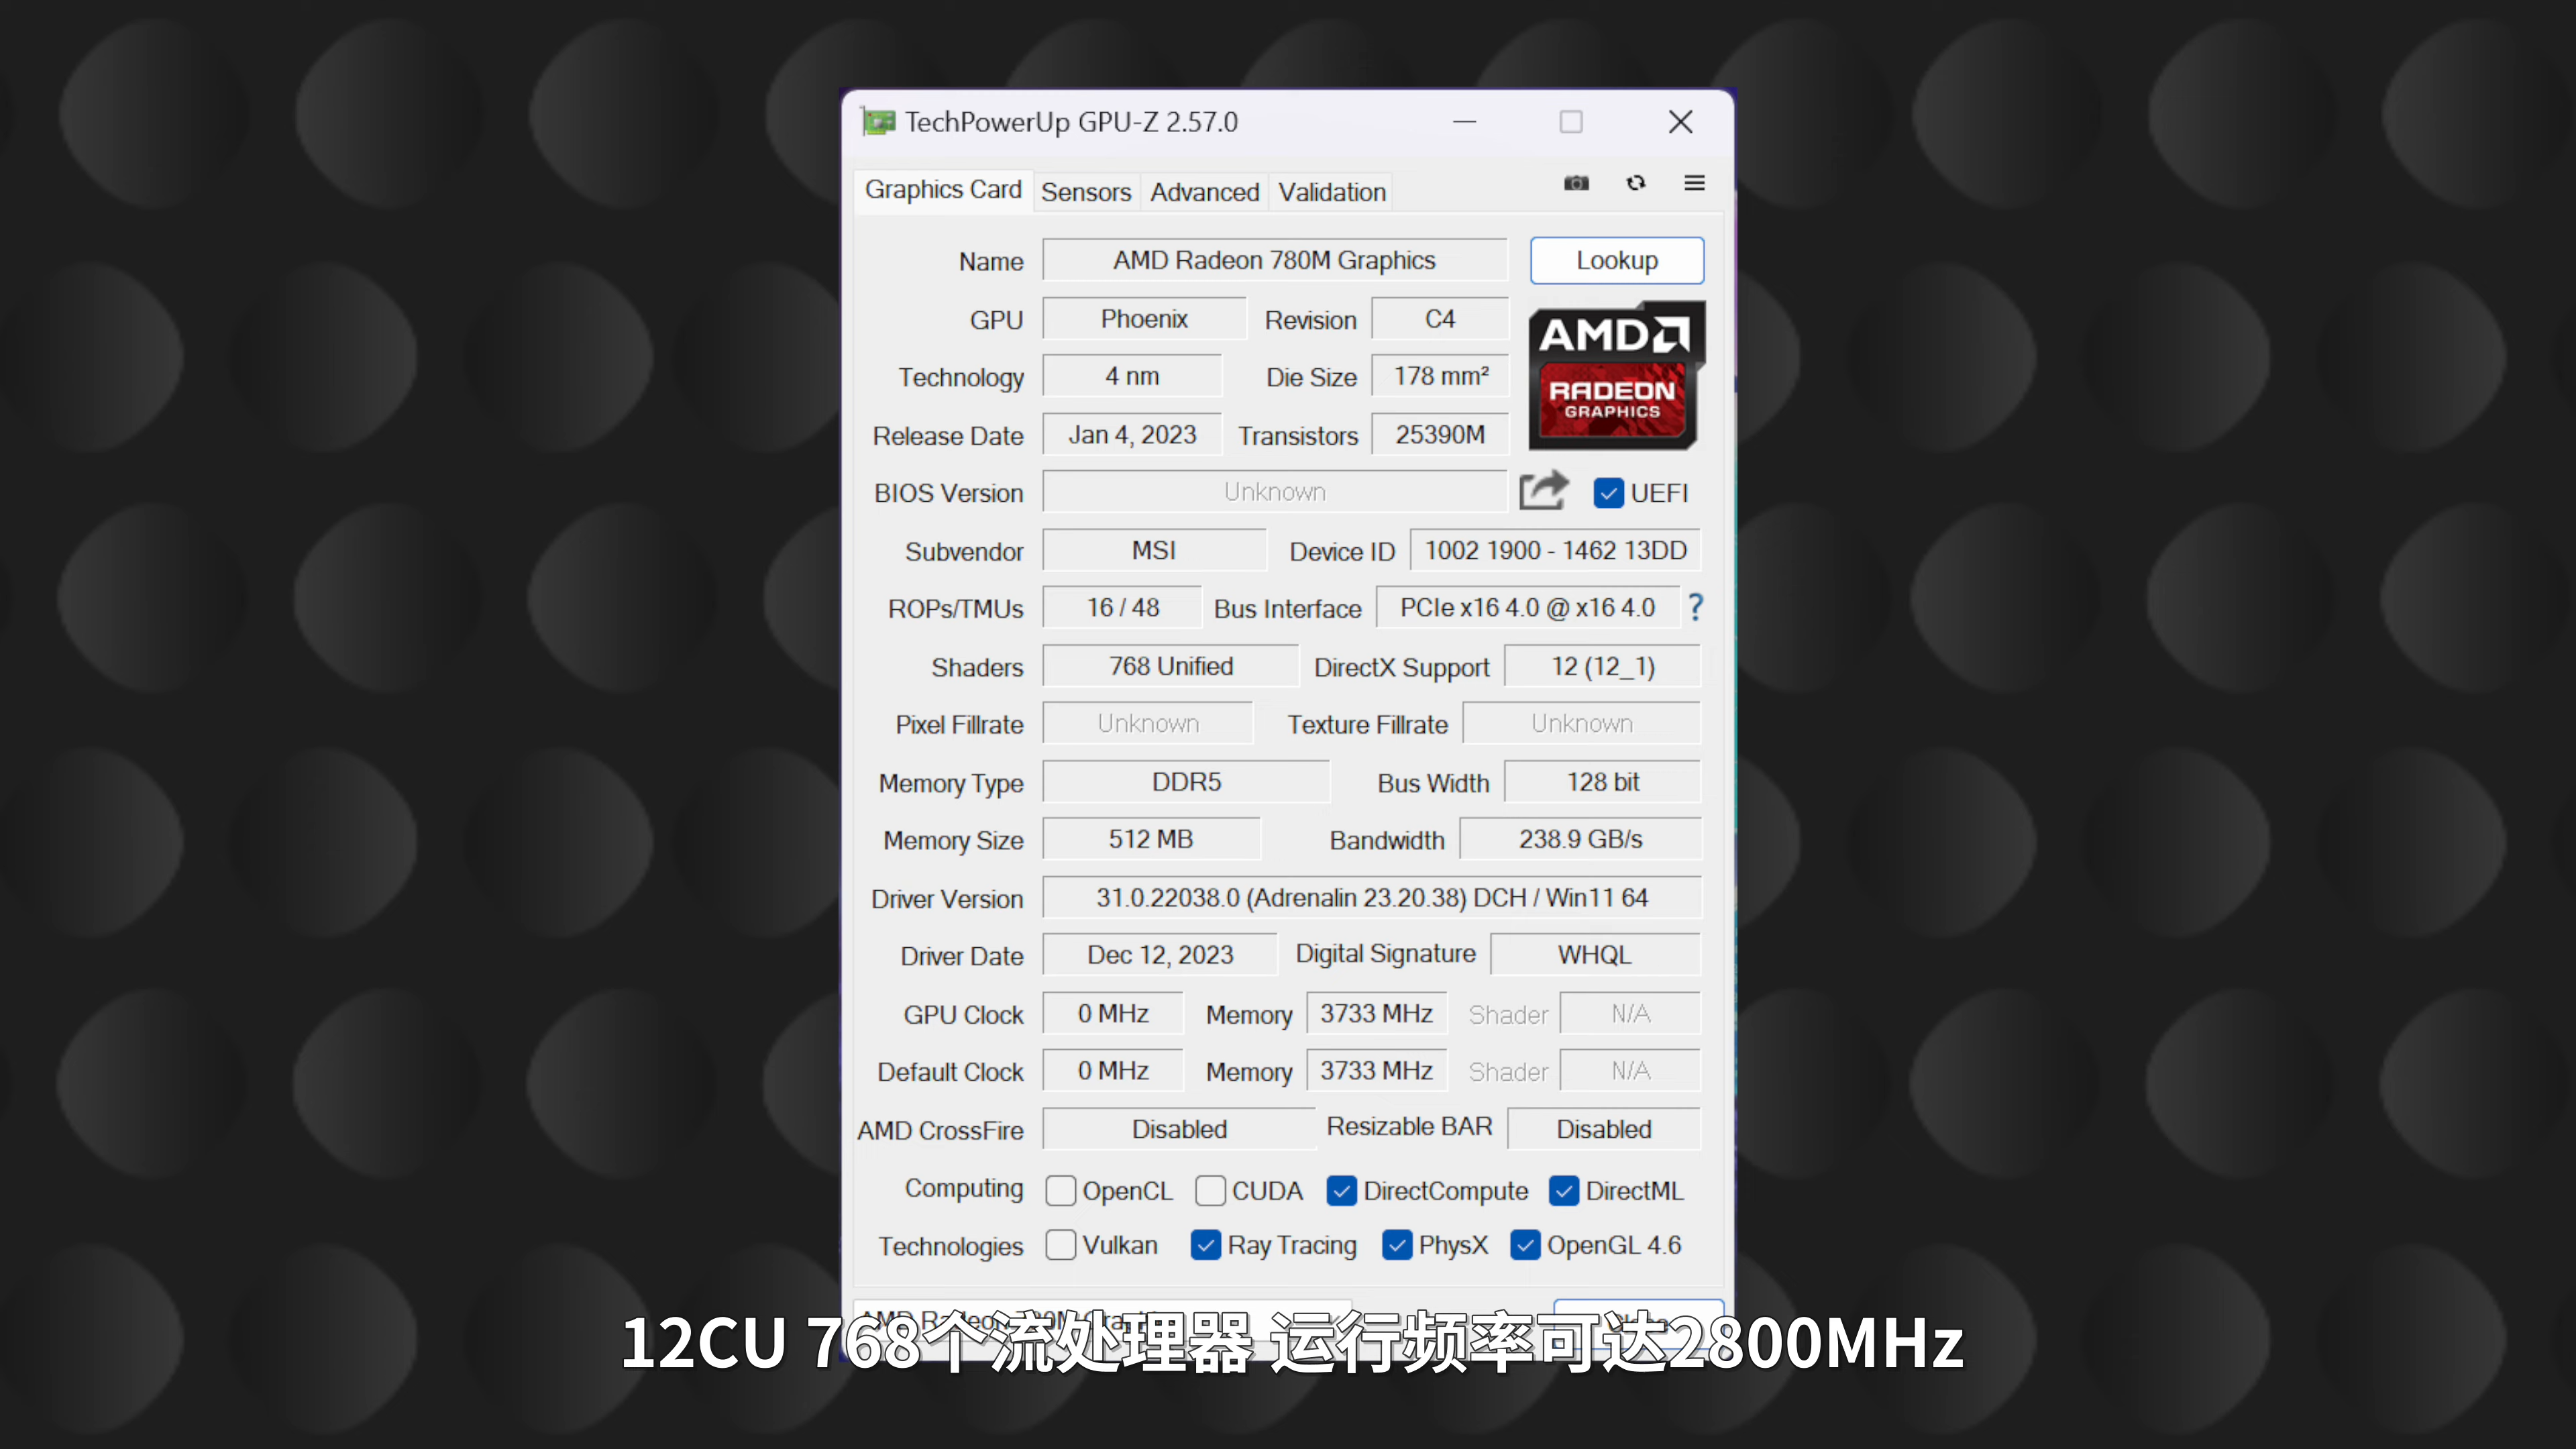 TechPowerUp GPU-Z 2.57.0
Graphics Card Sensors Advanced Validation
Name AMD Radeon 780M Graphics Lookup
GPU Phoenix Revision C4
AMD
RADEON
GRAPHICS
Technology 4 nm Die Size 178 mm²
Release Date Jan 4, 2023 Transistors 25390M
BIOS Version Unknown UEFI
Subvendor MSI Device ID 1002 1900 - 1462 13DD
ROPs/TMUs 16 / 48 Bus Interface PCIe x16 4.0 @ x16 4.0 ?
Shaders 768 Unified DirectX Support 12 (12_1)
Pixel Fillrate Unknown Texture Fillrate Unknown
Memory Type DDR5 Bus Width 128 bit
Memory Size 512 MB Bandwidth 238.9 GB/s
Driver Version 31.0.22038.0 (Adrenalin 23.20.38) DCH / Win11 64
Driver Date Dec 12, 2023 Digital Signature WHQL
GPU Clock 0 MHz Memory 3733 MHz Shader N/A
Default Clock 0 MHz Memory 3733 MHz Shader N/A
AMD CrossFire Disabled Resizable BAR Disabled
Computing OpenCL CUDA DirectCompute DirectML
Technologies Vulkan Ray Tracing PhysX OpenGL 4.6
AMD Radeon
12CU 768个流处理器 运行频率可达2800MHz